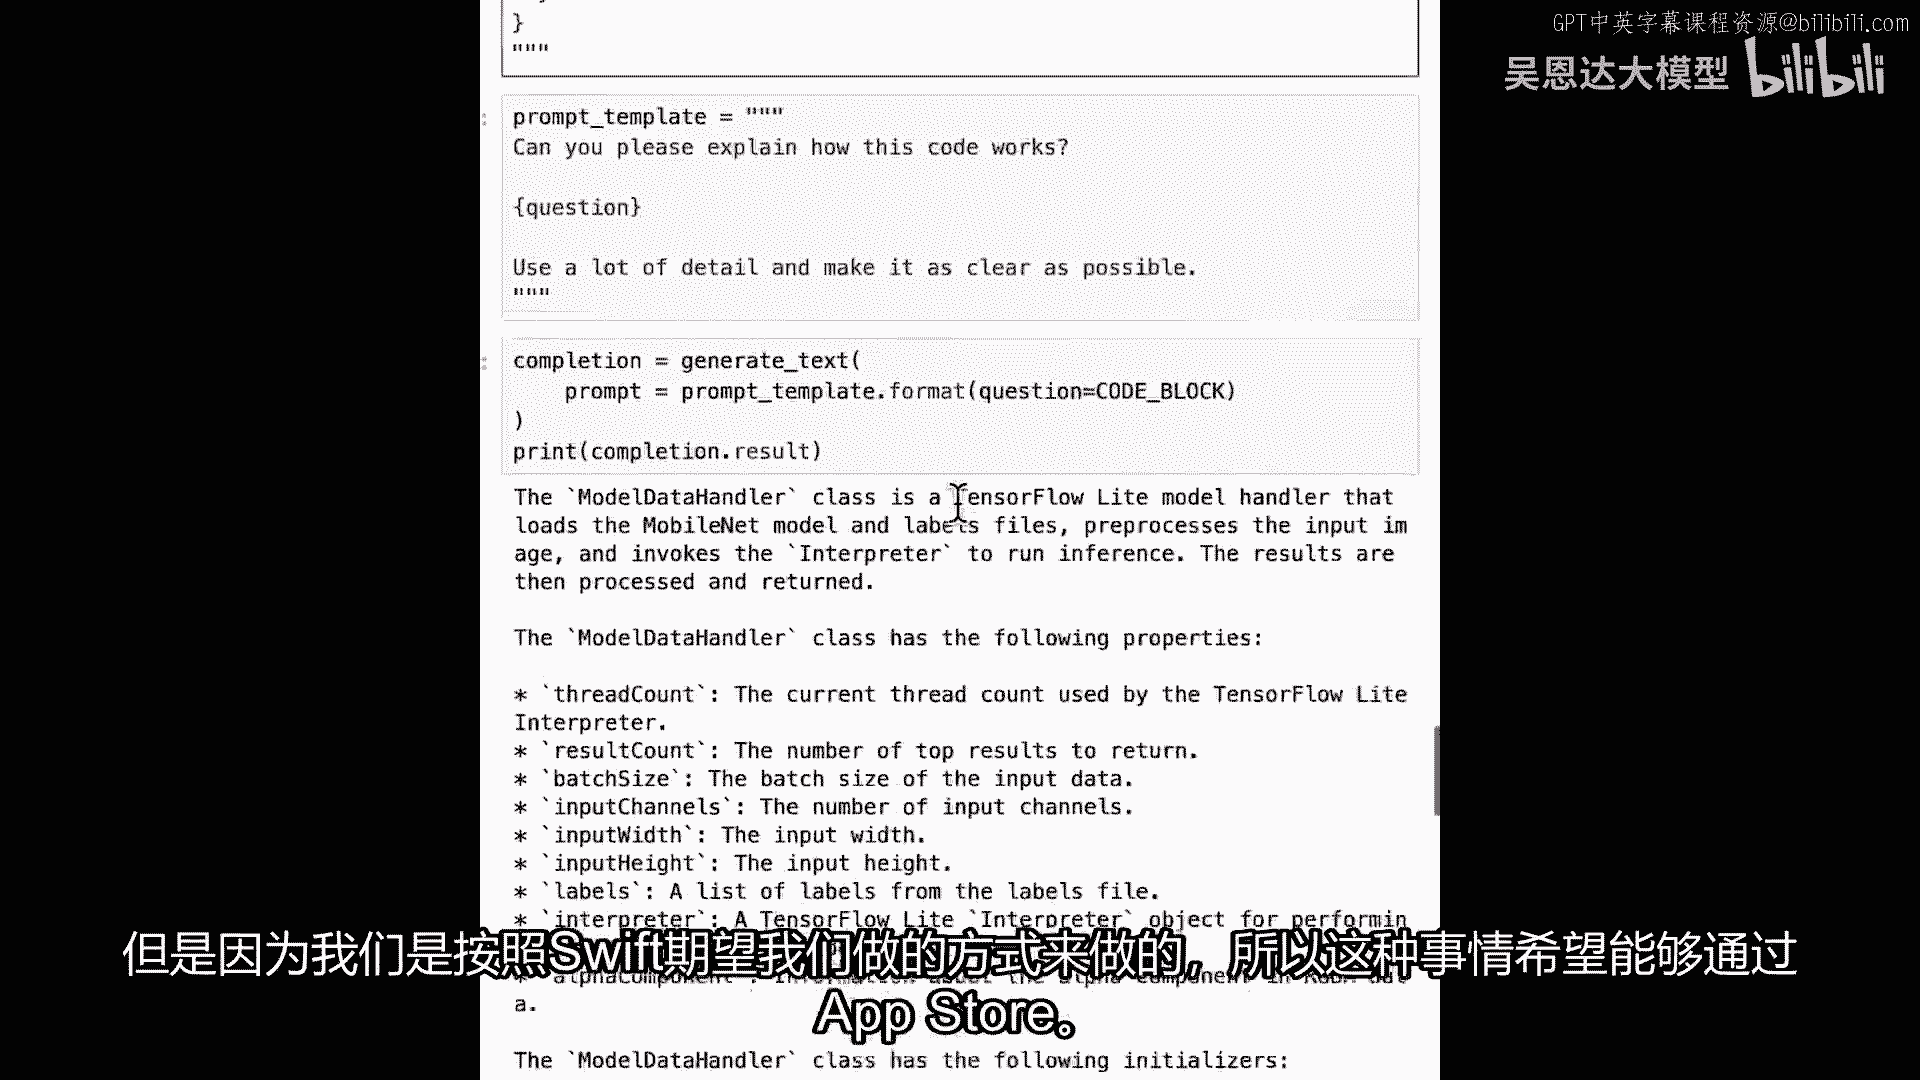 GPT中英字幕课程资源@bilibili.com
吴恩达大模型 bilibili
}
"""
prompt_template = """
Can you please explain how this code works?
{question}
Use a lot of detail and make it as clear as possible.
"""
completion = generate_text(
prompt = prompt_template.format(question=CODE_BLOCK)
)
print(completion.result)
The `ModelDataHandler` class is a TensorFlow Lite model handler that
loads the MobileNet model and labels files, preprocesses the input im
age, and invokes the `Interpreter` to run inference. The results are
then processed and returned.
The `ModelDataHandler` class has the following properties:
* `threadCount`: The current thread count used by the TensorFlow Lite
Interpreter.
* `resultCount`: The number of top results to return.
* `batchSize`: The batch size of the input data.
* `inputChannels`: The number of input channels.
* `inputWidth`: The input width.
* `inputHeight`: The input height.
* `labels`: A list of labels from the labels file.
* `interpreter`: A TensorFlow Lite `Interpreter` object for performin
* `alphaComponent`: Information about the alpha component in
a.
但是因为我们是按照Swift期望我们做的方式来做的，所以这种事情希望能够通过
App Store。
The `ModelDataHandler` class has the following initializers: